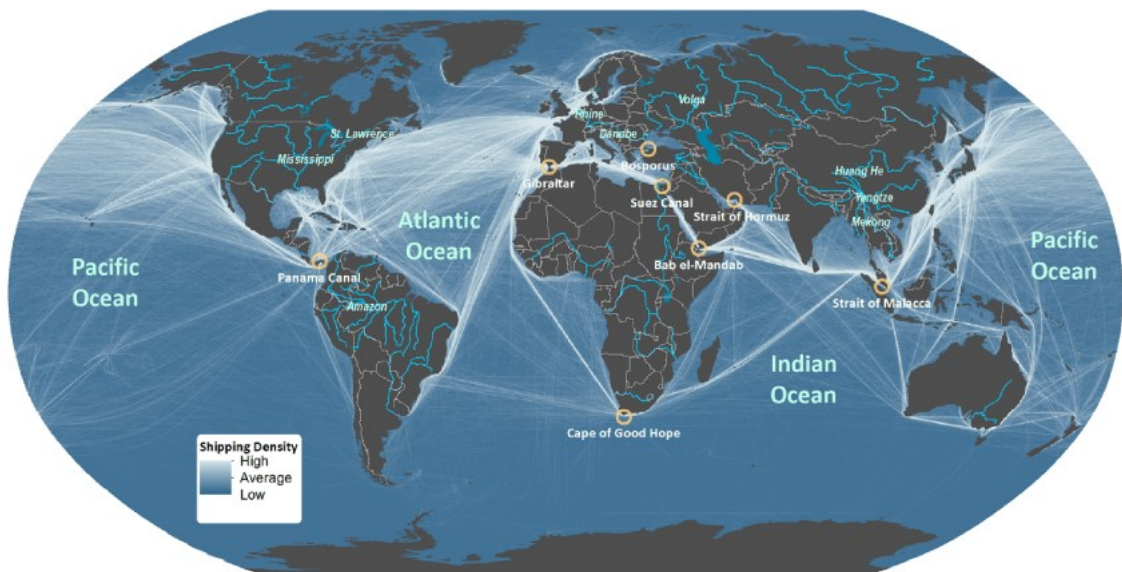 Volga
Rhine
St. Lawrence
Danube
Mississippi
Bosporus
Huang He
Gibraltar
Suez Canal
Yangtze
Strait of Hormuz
Mekong
Atlantic
Ocean
Pacific
Ocean
Pacific
Ocean
Bab el-Mandab
Panama Canal
Strait of Malacca
Amazon
Indian
Ocean
Cape of Good Hope
Shipping Density
High
Average
Low